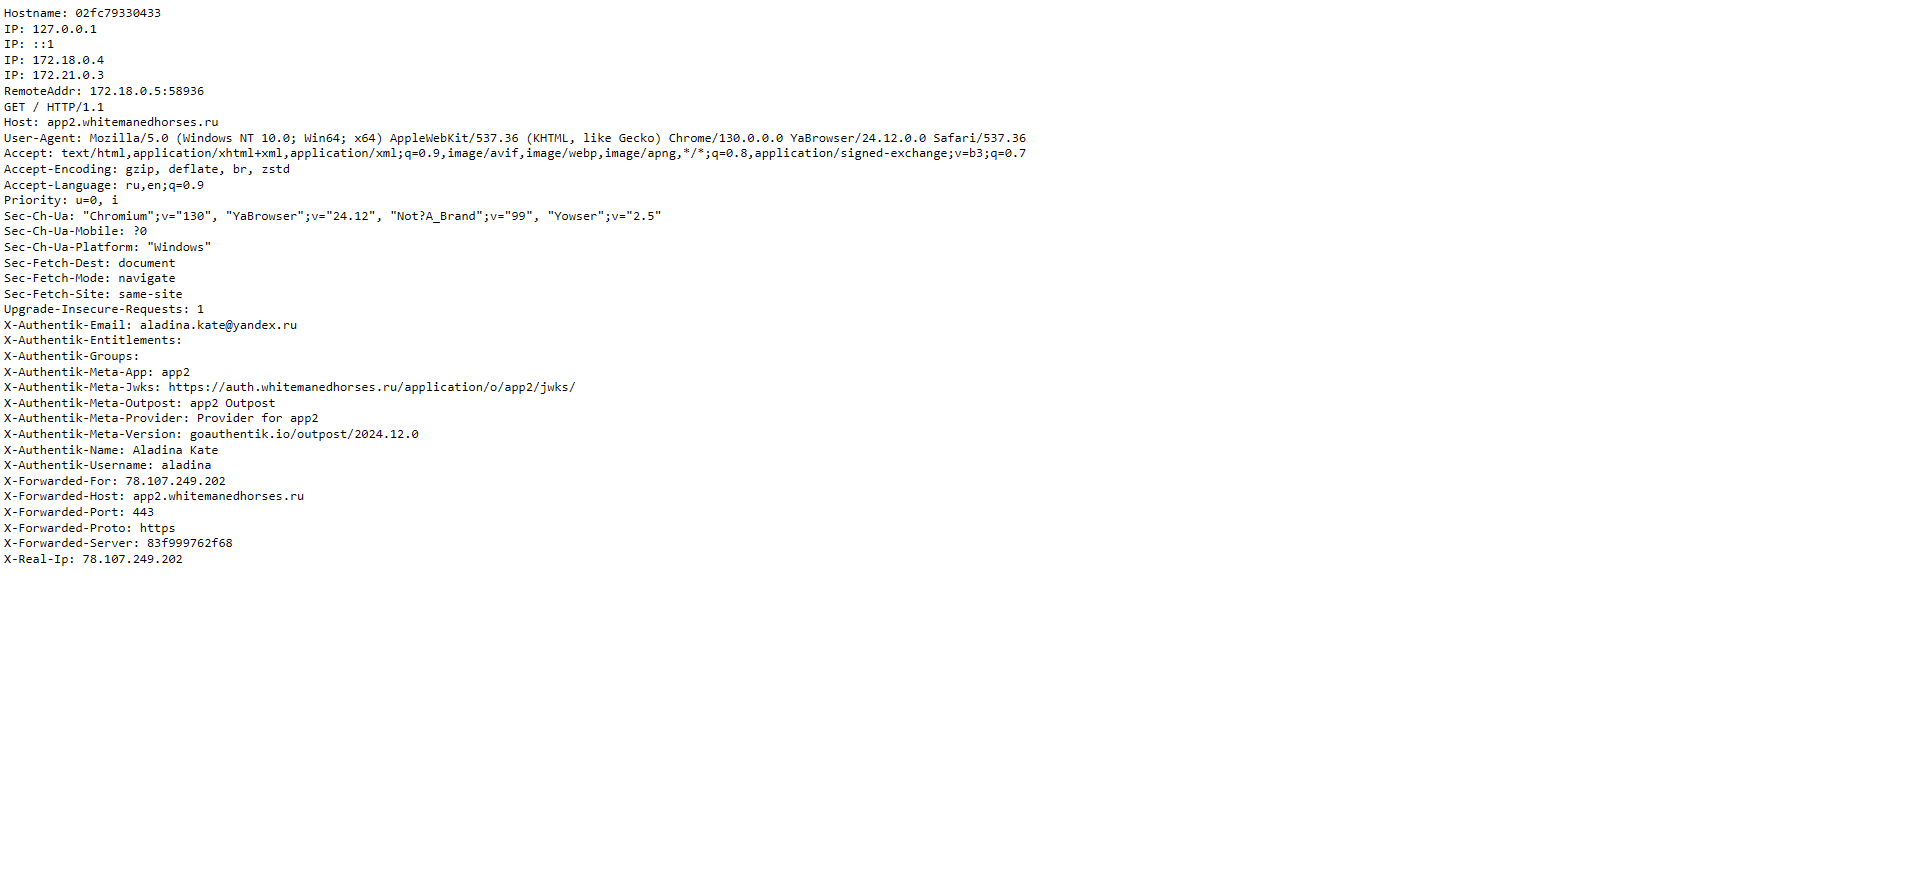 Hostname: 02fc79330433
IP: 127.0.0.1
IP: ::1
IP: 172.18.0.4
IP: 172.21.0.3
RemoteAddr: 172.18.0.5:58936
GET / HTTP/1.1
Host: app2.whitemanedhorses.ru
User-Agent: Mozilla/5.0 (Windows NT 10.0; Win64; x64) AppleWebKit/537.36 (KHTML, like Gecko) Chrome/130.0.0.0 YaBrowser/24.12.0.0 Safari/537.36
Accept: text/html,application/xhtml+xml,application/xml;q=0.9,image/avif,image/webp,image/apng,*/*;q=0.8,application/signed-exchange;v=b3;q=0.7
Accept-Encoding: gzip, deflate, br, zstd
Accept-Language: ru,en;q=0.9
Priority: u=0, i
Sec-Ch-Ua: "Chromium";v="130", "YaBrowser";v="24.12", "Not?A_Brand";v="99", "Yowser";v="2.5"
Sec-Ch-Ua-Mobile: ?0
Sec-Ch-Ua-Platform: "Windows"
Sec-Fetch-Dest: document
Sec-Fetch-Mode: navigate
Sec-Fetch-Site: same-site
Upgrade-Insecure-Requests: 1
X-Authentik-Email: aladina.kate@yandex.ru
X-Authentik-Entitlements:
X-Authentik-Groups:
X-Authentik-Meta-App: app2
X-Authentik-Meta-Jwks: https://auth.whitemanedhorses.ru/application/o/app2/jwks/
X-Authentik-Meta-Outpost: app2 Outpost
X-Authentik-Meta-Provider: Provider for app2
X-Authentik-Meta-Version: goauthentik.io/outpost/2024.12.0
X-Authentik-Name: Aladina Kate
X-Authentik-Username: aladina
X-Forwarded-For: 78.107.249.202
X-Forwarded-Host: app2.whitemanedhorses.ru
X-Forwarded-Port: 443
X-Forwarded-Proto: https
X-Forwarded-Server: 83f999762f68
X-Real-Ip: 78.107.249.202